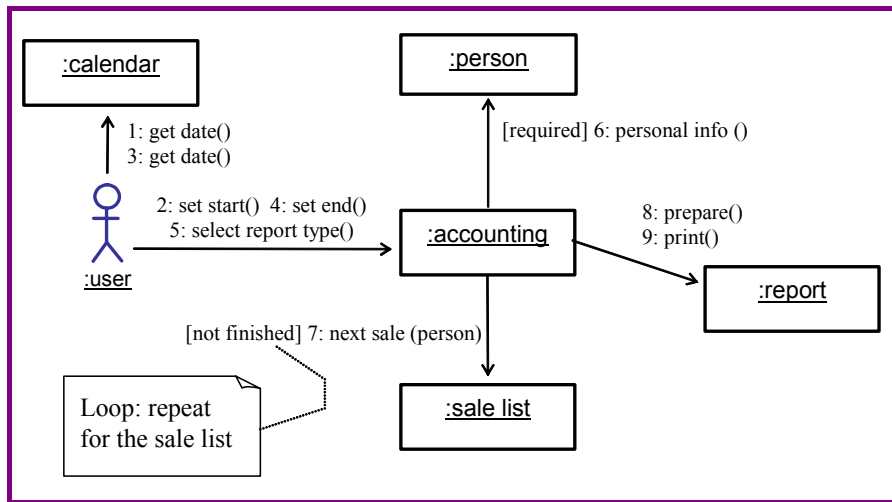 :calendar
:person
1: get date()
3: get date()
[required] 6: personal info ()
2: set start()  4: set end()
5: select report type()
:user
:accounting
8: prepare()
9: print()
:report
[not finished] 7: next sale (person)
Loop: repeat
for the sale list
:sale list